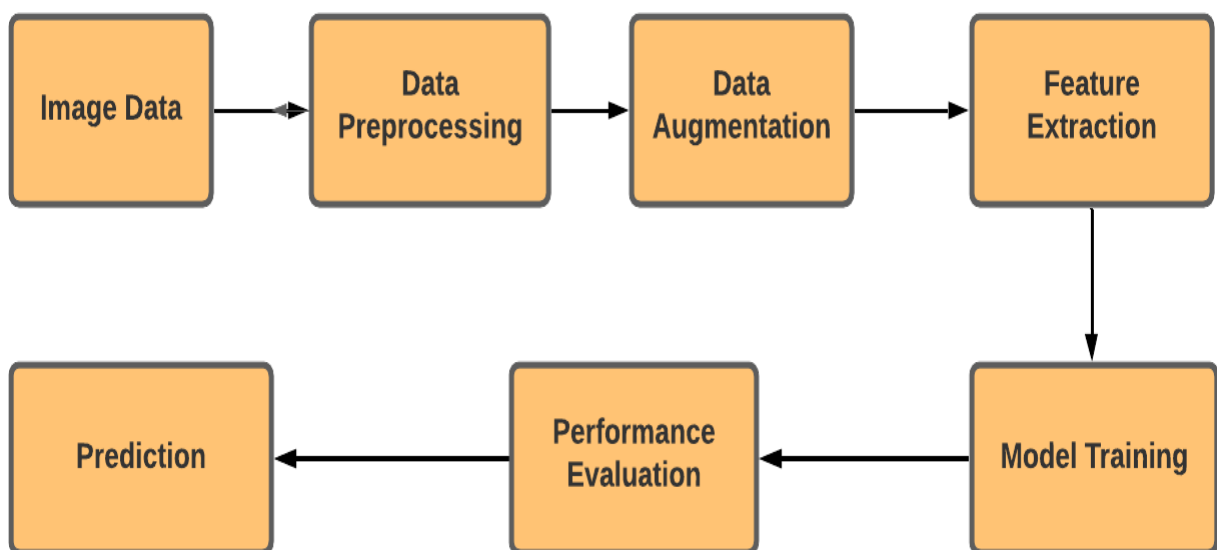 Image Data
Data
Preprocessing
Data
Augmentation
Feature
Extraction
Model Training
Performance
Evaluation
Prediction